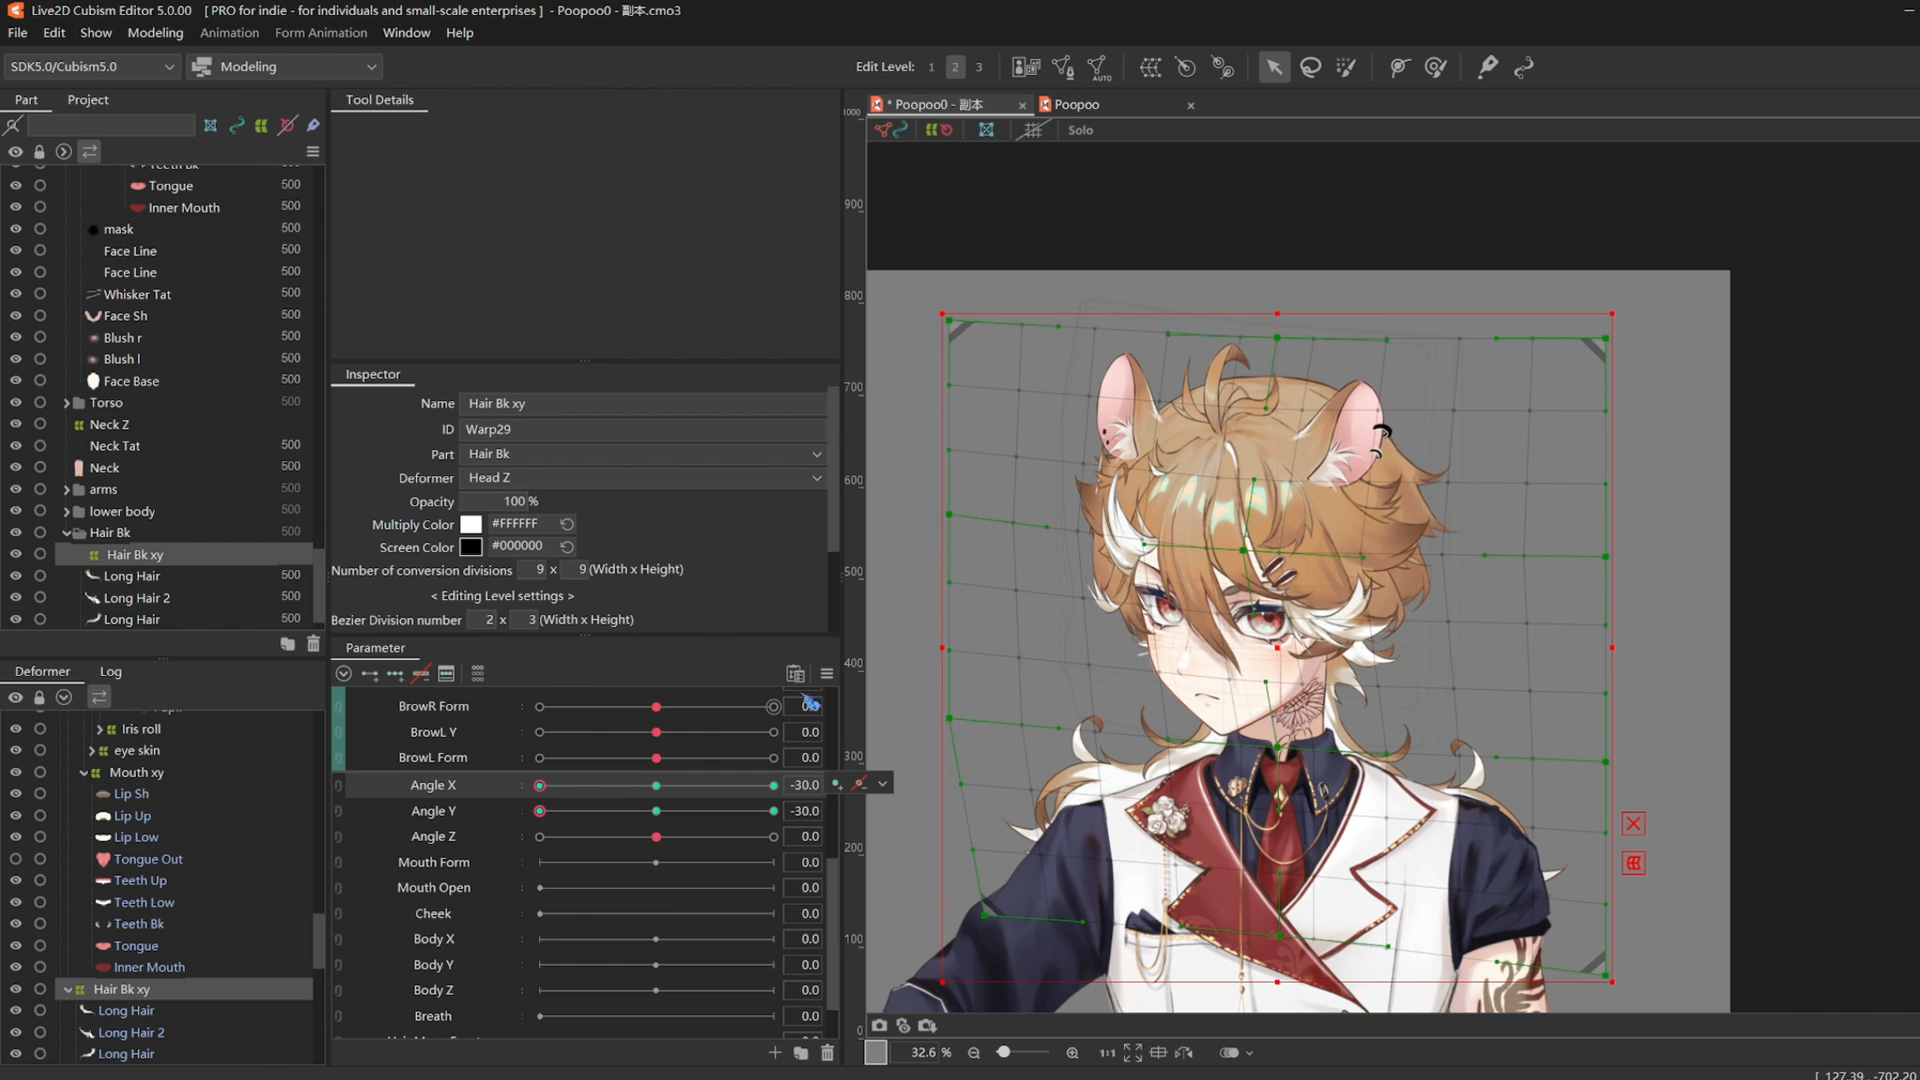 Live2D Cubism Editor 5.0.00 [ PRO for indie - for individuals and small-scale enterprises ] - Poopoo0 - 副本.cmo3
File Edit Show Modeling Animation Form Animation Window Help
SDK5.0/Cubism5.0 Modeling Edit Level: 1 2 3 AUTO
Part Project
Tongue 500
Inner Mouth 500
mask 500
Face Line 500
Face Line 500
Whisker Tat 500
Face Sh 500
Blush r 500
Blush l 500
Face Base 500
Torso 500
Neck Z
Neck Tat 500
Neck 500
arms 500
lower body 500
Hair Bk 500
Hair Bk xy
Long Hair 500
Long Hair 2 500
Long Hair 500
Deformer Log
Iris roll
eye skin
Mouth xy
Lip Sh
Lip Up
Lip Low
Tongue Out
Teeth Up
Teeth Low
Teeth Bk
Tongue
Inner Mouth
Hair Bk xy
Long Hair
Long Hair 2
Long Hair
Tool Details
Inspector
Name Hair Bk xy
ID Warp29
Part Hair Bk
Deformer Head Z
Opacity 100 %
Multiply Color #FFFFFF
Screen Color #000000
Number of conversion divisions 9 x 9 (Width x Height)
< Editing Level settings >
Bezier Division number 2 x 3 (Width x Height)
Parameter
BrowR Form :
BrowL Y : 0.0
BrowL Form : 0.0
Angle X : -30.0
Angle Y : -30.0
Angle Z : 0.0
Mouth Form : 0.0
Mouth Open : 0.0
Cheek : 0.0
Body X : 0.0
Body Y : 0.0
Body Z : 0.0
Breath : 0.0
* Poopoo0 - 副本 × Poopoo ×
Solo
900
800
700
600
500
400
300
200
100
0
32.6 % 1:1
[ 127.39 , -702.20